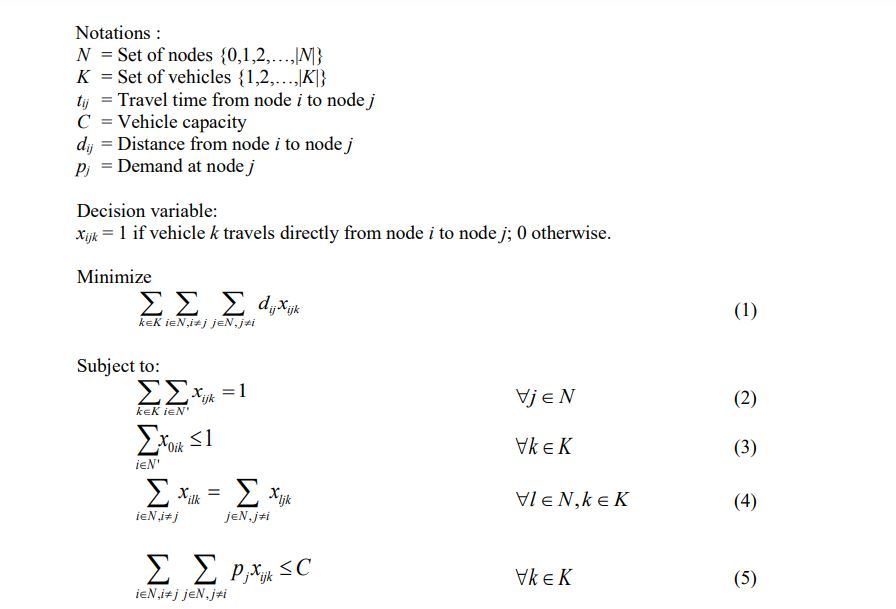 Notations :
N = Set of nodes {0,1,2,…,|N|}
K = Set of vehicles {1,2,…,|K|}
tij = Travel time from node i to node j
C = Vehicle capacity
dij = Distance from node i to node j
pj = Demand at node j
Decision variable:
xijk = 1 if vehicle k travels directly from node i to node j; 0 otherwise.
Minimize
∑k∈K ∑i∈N,i≠j ∑j∈N,j≠i dijxijk (1)
Subject to:
∑k∈K ∑i∈N' xijk = 1 ∀j ∈ N (2)
∑i∈N' x0ik ≤ 1 ∀k ∈ K (3)
∑i∈N,i≠j xilk = ∑j∈N,j≠i xljk ∀l ∈ N, k ∈ K (4)
∑i∈N,i≠j ∑j∈N,j≠i pjxijk ≤ C ∀k ∈ K (5)